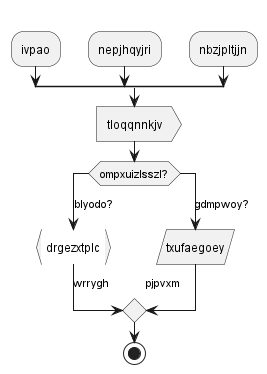 ivpao
nepjhqyjri
nbzjpltjjn
tloqqnnkjv
ompxuizlsszl?
blyodo?
gdmpwoy?
drgezxtplc
txufaegoey
wrrygh
pjpvxm